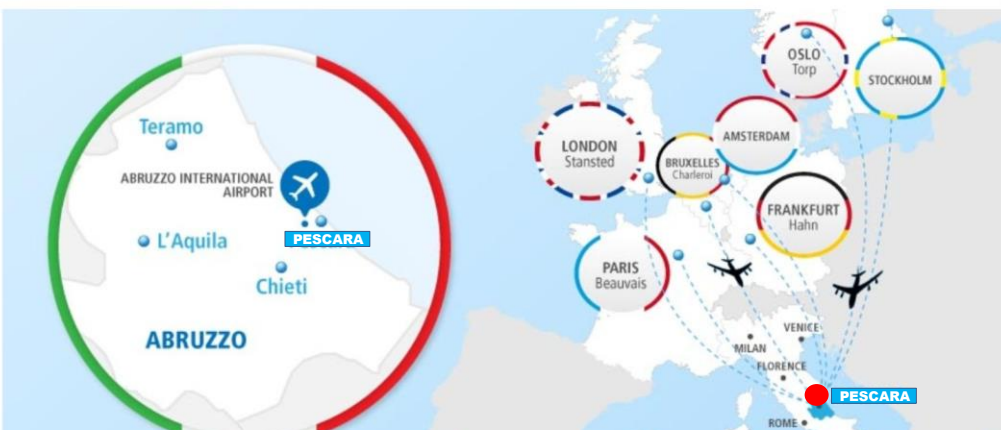 Teramo
ABRUZZO INTERNATIONAL
AIRPORT
PESCARA
L'Aquila
Chieti
ABRUZZO
OSLO
Torp
STOCKHOLM
LONDON
Stansted
BRUXELLES
Charleroi
AMSTERDAM
FRANKFURT
Hahn
PARIS
Beauvais
VENICE
MILAN
FLORENCE
PESCARA
ROME